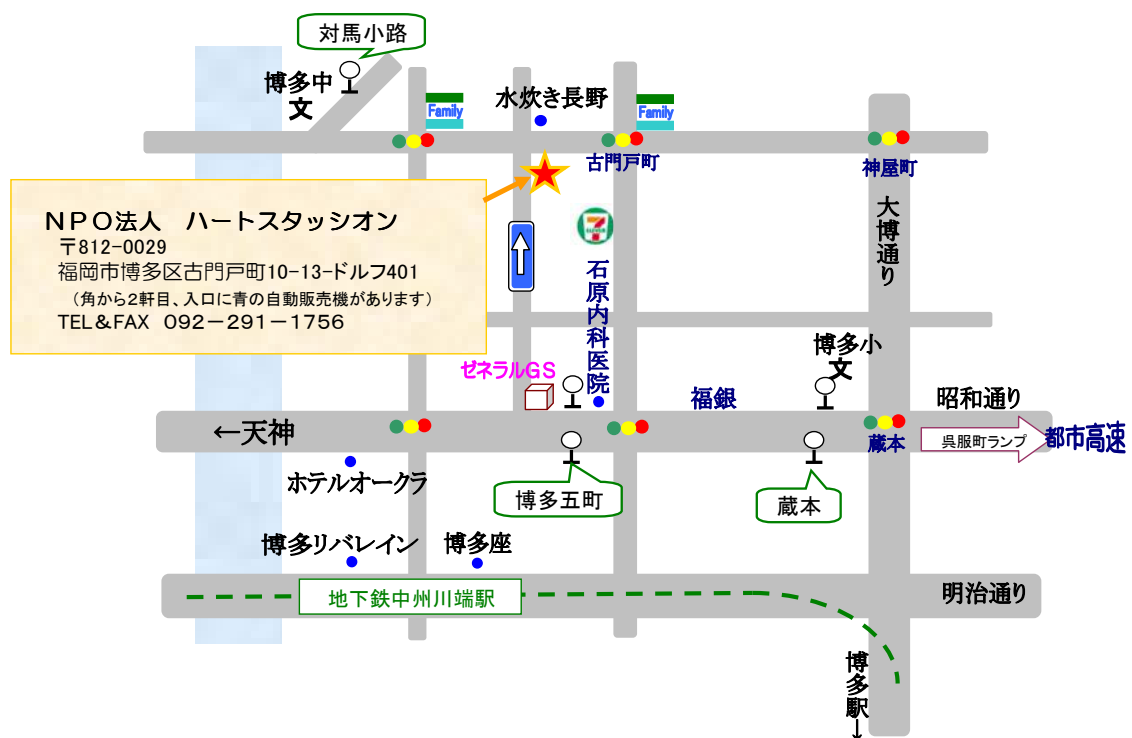 対馬小路
博多中
文
Family
水炊き長野
Family
古門戸町
神屋町
NPO法人 ハートスタッシオン
〒812-0029
福岡市博多区古門戸町10-13-ドルフ401
（角から2軒目、入口に青の自動販売機があります）
TEL&FAX 092-291-1756
7
ELEVEN
大博通り
石原内科医院
博多小
文
ゼネラルGS
福銀
昭和通り
←天神
蔵本
呉服町ランプ
都市高速
ホテルオークラ
博多五町
蔵本
博多リバレイン
博多座
地下鉄中州川端駅
明治通り
博多駅↓